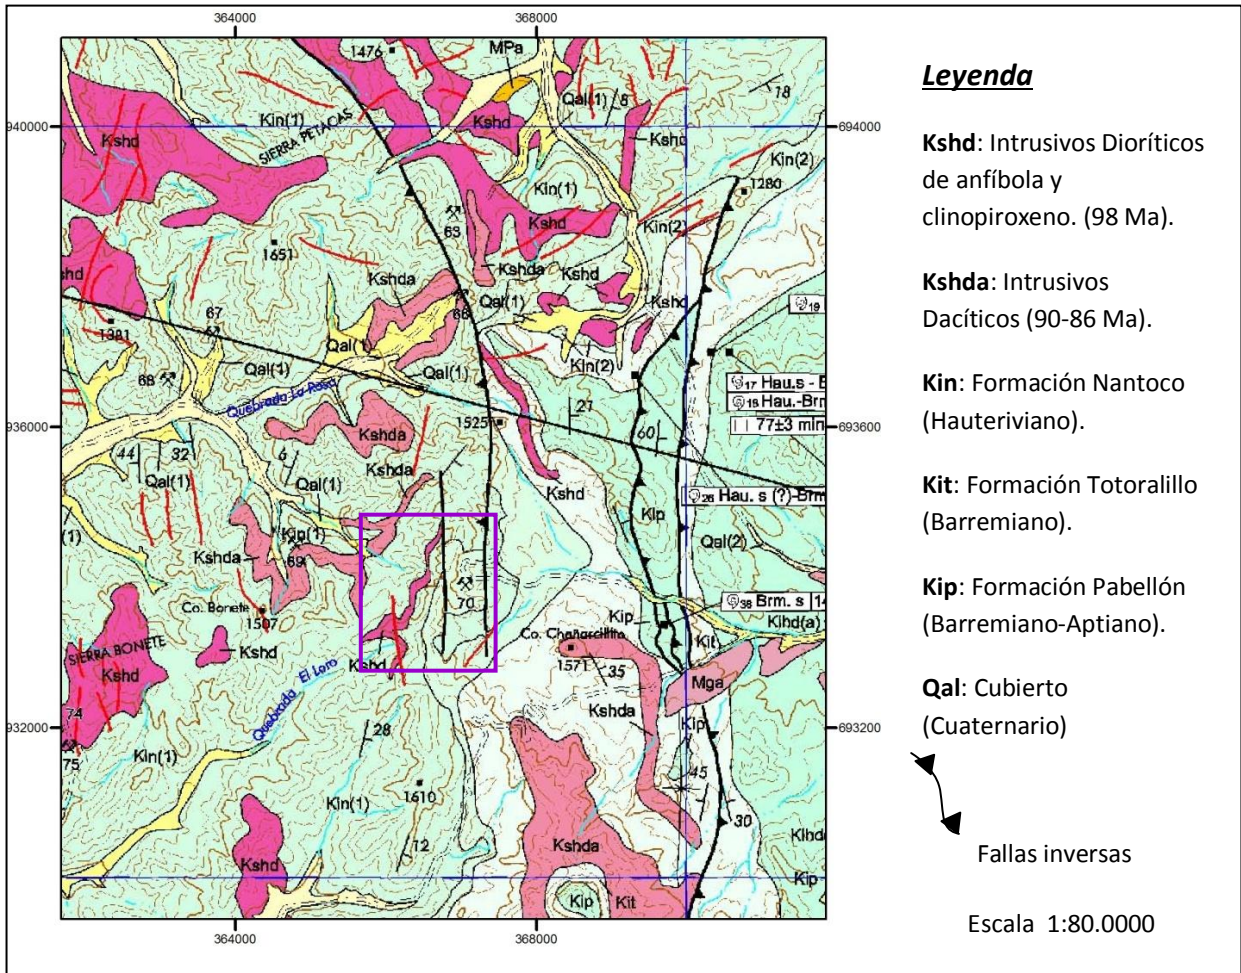 364000
368000
1476
MPa
Qal(1)
8
18
940000
694000
Kshd
Kin(1)
SIERRA PETACAS
Kshd
Kshd
Kin(2)
1280
Kin(1)
63
Kshd
Kin(2)
1651
Kshda
Kshda
Kshd
hd
67
Qal(1)
66
19
1381
Qal(1)
Qal(1)
Kin(2)
68
Qal(1)
17 Hau.s - B
Quebrada La Rosa
18 Hau.-Brm
27
936000
1525
60
77±3 min
693600
Kshda
44
32
6
Kshda
Qal(1)
Qal(1)
Kshd
26 Hau. s (?)-Brm
Kip
(1)
Kin(1)
Qal(2)
Kshda
69
70
Co. Bonete
1507
38 Brm. s
Kip
Kihd(a)
SIERRA BONETE
Kshd
Kshd
Co. Chañarcillito
Kit
Kshd
Quebrada El Loro
1571
35
Mga
74
Kshda
932000
Kip
693200
75
Kin(1)
28
45
Kin(1)
1610
30
12
Kshd
Kshda
Kip
Kip
Kit
364000
368000
Leyenda
Kshd: Intrusivos Dioríticos
de anfíbola y
clinopiroxeno. (98 Ma).
Kshda: Intrusivos
Dacíticos (90-86 Ma).
Kin: Formación Nantoco
(Hauteriviano).
Kit: Formación Totoralillo
(Barremiano).
Kip: Formación Pabellón
(Barremiano-Aptiano).
Qal: Cubierto
(Cuaternario)
Fallas inversas
Escala 1:80.0000